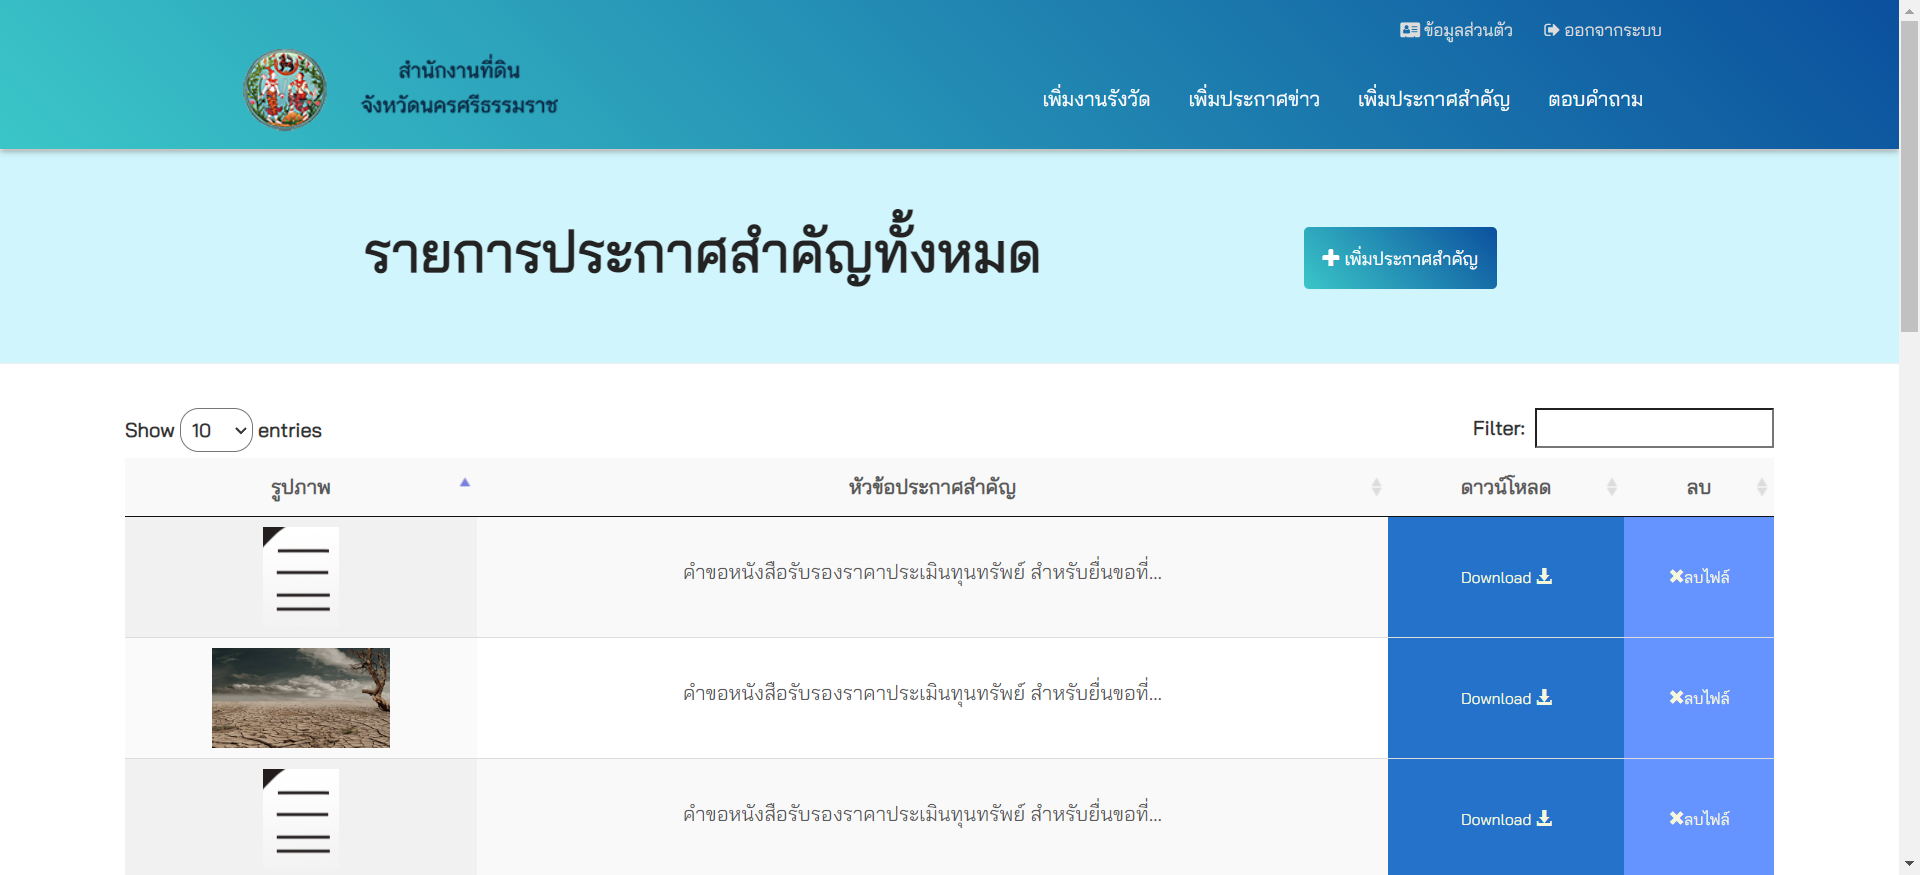 ข้อมูลส่วนตัว ออกจากระบบ
สำนักงานที่ดิน
จังหวัดนครศรีธรรมราช
เพิ่มงานรังวัด เพิ่มประกาศข่าว เพิ่มประกาศสำคัญ ตอบคำถาม
รายการประกาศสำคัญทั้งหมด
เพิ่มประกาศสำคัญ
Show 10 entries
Filter:
รูปภาพ หัวข้อประกาศสำคัญ ดาวน์โหลด ลบ
คำขอหนังสือรับรองราคาประเมินทุนทรัพย์ สำหรับยื่นขอที่... Download ลบไฟล์
คำขอหนังสือรับรองราคาประเมินทุนทรัพย์ สำหรับยื่นขอที่... Download ลบไฟล์
คำขอหนังสือรับรองราคาประเมินทุนทรัพย์ สำหรับยื่นขอที่... Download ลบไฟล์